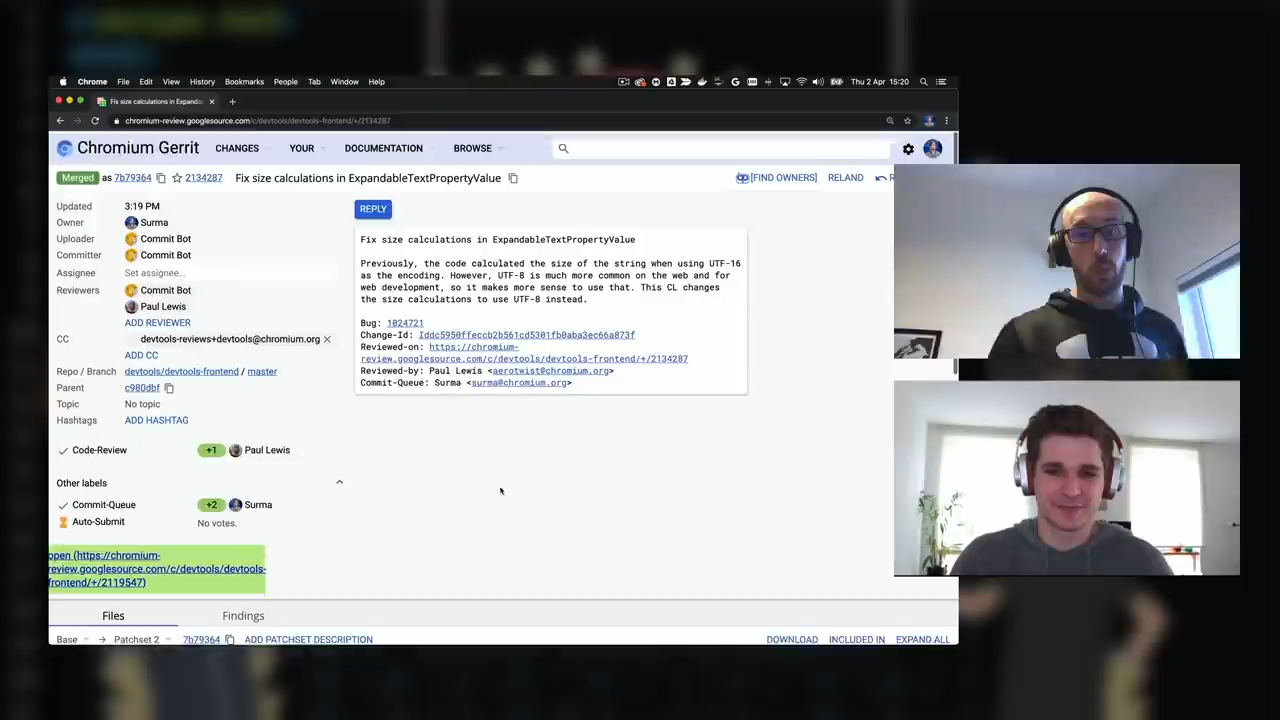 Chrome File Edit View History Bookmarks People Tab Window Help Thu 2 Apr 15:20
Fix size calculations in Expanda
chromium-review.googlesource.com/c/devtools/devtools-frontend/+/2134287
Chromium Gerrit CHANGES YOUR DOCUMENTATION BROWSE
Merged as 7b79364 2134287 Fix size calculations in ExpandableTextPropertyValue [FIND OWNERS] RELAND R
Updated 3:19 PM
Owner Surma
Uploader Commit Bot
Committer Commit Bot
Assignee Set assignee...
Reviewers Commit Bot
Paul Lewis
ADD REVIEWER
CC devtools-reviews+devtools@chromium.org
ADD CC
Repo / Branch devtools/devtools-frontend / master
Parent c980dbf
Topic No topic
Hashtags ADD HASHTAG
REPLY
Fix size calculations in ExpandableTextPropertyValue
Previously, the code calculated the size of the string when using UTF-16
as the encoding. However, UTF-8 is much more common on the web and for
web development, so it makes more sense to use that. This CL changes
the size calculations to use UTF-8 instead.
Bug: 1024721
Change-Id: Iddc5950ffeccb2b561cd5301fb0aba3ec66a873f
Reviewed-on: https://chromium-
review.googlesource.com/c/devtools/devtools-frontend/+/2134287
Reviewed-by: Paul Lewis <aerotwist@chromium.org>
Commit-Queue: Surma <surma@chromium.org>
Code-Review +1 Paul Lewis
Other labels
Commit-Queue +2 Surma
Auto-Submit No votes.
open (https://chromium-
review.googlesource.com/c/devtools/devtools-
frontend/+/2119547)
Files Findings
Base → Patchset 2 7b79364 ADD PATCHSET DESCRIPTION DOWNLOAD INCLUDED IN EXPAND ALL